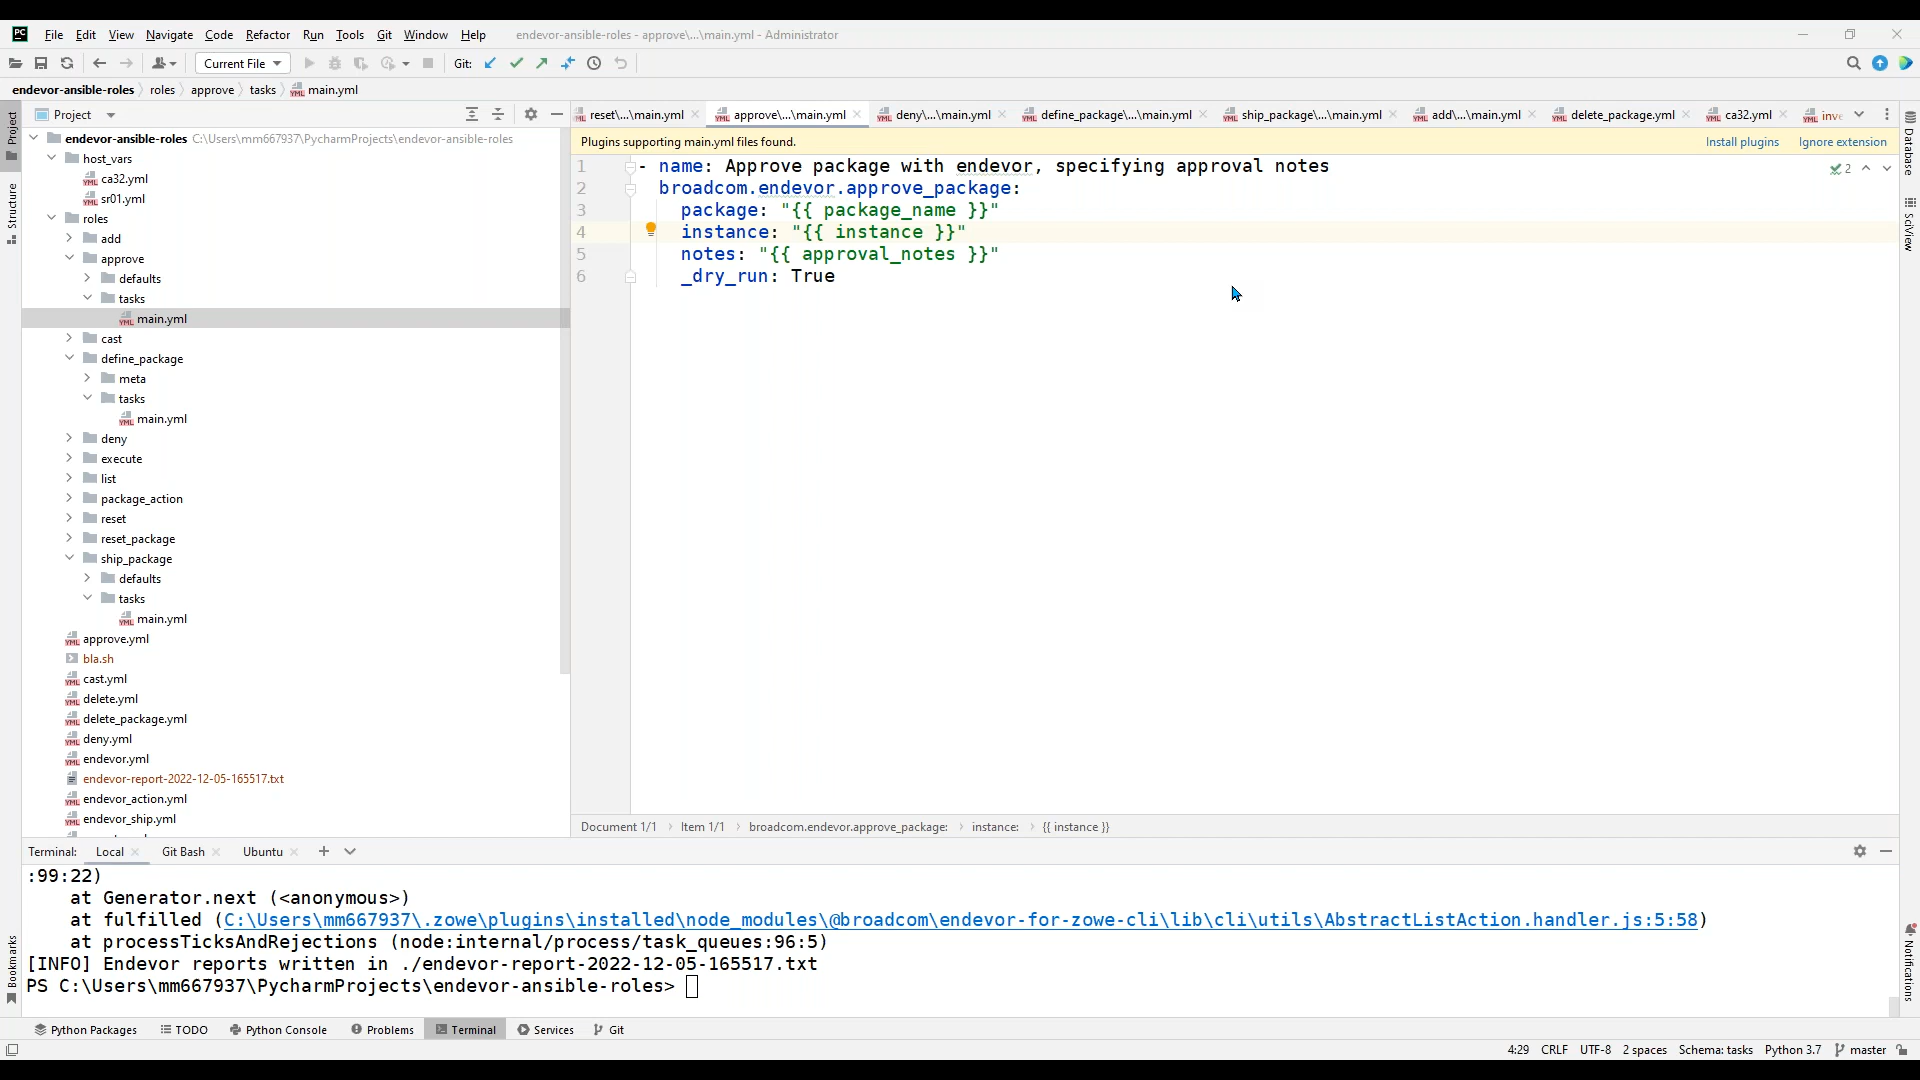 PC File Edit View Navigate Code Refactor Run Tools Git Window Help endevor-ansible-roles - approve\...\main.yml - Administrator
Current File Git:
endevor-ansible-roles roles approve tasks main.yml
Project
reset\...\main.yml approve\...\main.yml deny\...\main.yml define_package\...\main.yml ship_package\...\main.yml add\...\main.yml delete_package.yml ca32.yml inve
Plugins supporting main.yml files found. Install plugins Ignore extension
Project
Structure
Bookmarks
endevor-ansible-roles C:\Users\mm667937\PycharmProjects\endevor-ansible-roles
host_vars
ca32.yml
sr01.yml
roles
add
approve
defaults
tasks
main.yml
cast
define_package
meta
tasks
main.yml
deny
execute
list
package_action
reset
reset_package
ship_package
defaults
tasks
main.yml
approve.yml
bla.sh
cast.yml
delete.yml
delete_package.yml
deny.yml
endevor.yml
endevor-report-2022-12-05-165517.txt
endevor_action.yml
endevor_ship.yml
1 - name: Approve package with endevor, specifying approval notes
2 broadcom.endevor.approve_package:
3 package: "{{ package_name }}"
4 instance: "{{ instance }}"
5 notes: "{{ approval_notes }}"
6 _dry_run: True
2
Database
SciView
Notifications
Document 1/1 Item 1/1 broadcom.endevor.approve_package: instance: {{ instance }}
Terminal: Local Git Bash Ubuntu
:99:22)
at Generator.next (<anonymous>)
at fulfilled (C:\Users\mm667937\.zowe\plugins\installed\node_modules\@broadcom\endevor-for-zowe-cli\lib\cli\utils\AbstractListAction.handler.js:5:58)
at processTicksAndRejections (node:internal/process/task_queues:96:5)
[INFO] Endevor reports written in ./endevor-report-2022-12-05-165517.txt
PS C:\Users\mm667937\PycharmProjects\endevor-ansible-roles>
Python Packages TODO Python Console Problems Terminal Services Git
4:29 CRLF UTF-8 2 spaces Schema: tasks Python 3.7 master